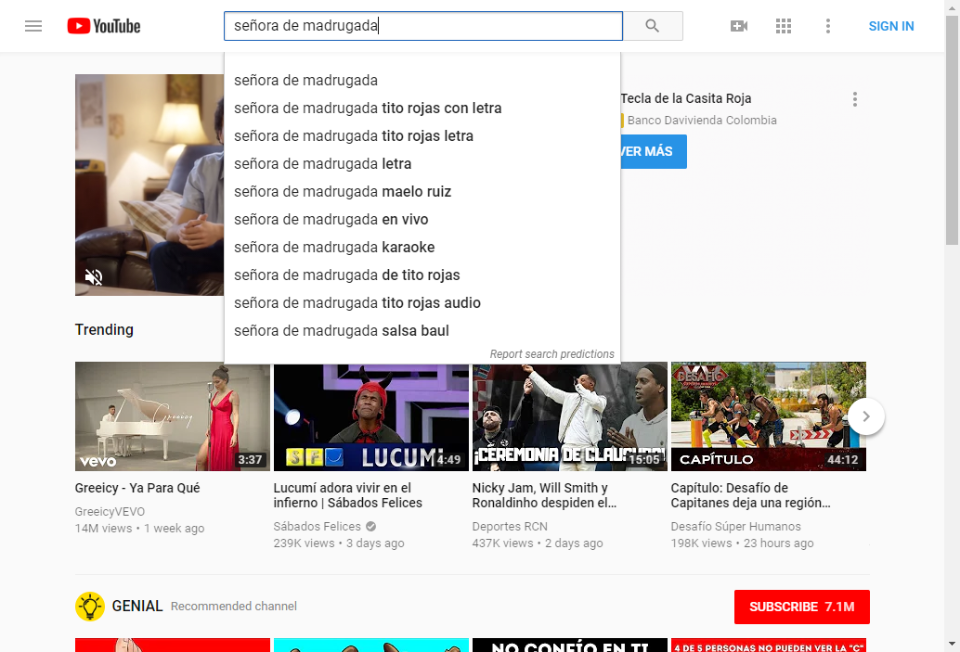 YouTube
señora de madrugada
SIGN IN
señora de madrugada
señora de madrugada tito rojas con letra
señora de madrugada tito rojas letra
señora de madrugada letra
señora de madrugada maelo ruiz
señora de madrugada en vivo
señora de madrugada karaoke
señora de madrugada de tito rojas
señora de madrugada tito rojas audio
señora de madrugada salsa baul
Report search predictions
Tecla de la Casita Roja
Banco Davivienda Colombia
VER MÁS
Trending
Greeicy
vevo
3:37
SF
LUCUMÍ
4:49
¡CEREMONIA DE CLAUSURA!
15:05
DESAFÍO
CAPÍTULO
44:12
Greeicy - Ya Para Qué
GreeicyVEVO
14M views • 1 week ago
Lucumí adora vivir en el
infierno | Sábados Felices
Sábados Felices
239K views • 3 days ago
Nicky Jam, Will Smith y
Ronaldinho despiden el...
Deportes RCN
437K views • 2 days ago
Capítulo: Desafío de
Capitanes deja una región...
Desafío Súper Humanos
198K views • 23 hours ago
GENIAL Recommended channel
SUBSCRIBE 7.1M
NO CONFÍO EN TI
4 DE 5 PERSONAS NO PUEDEN VER LA "C"